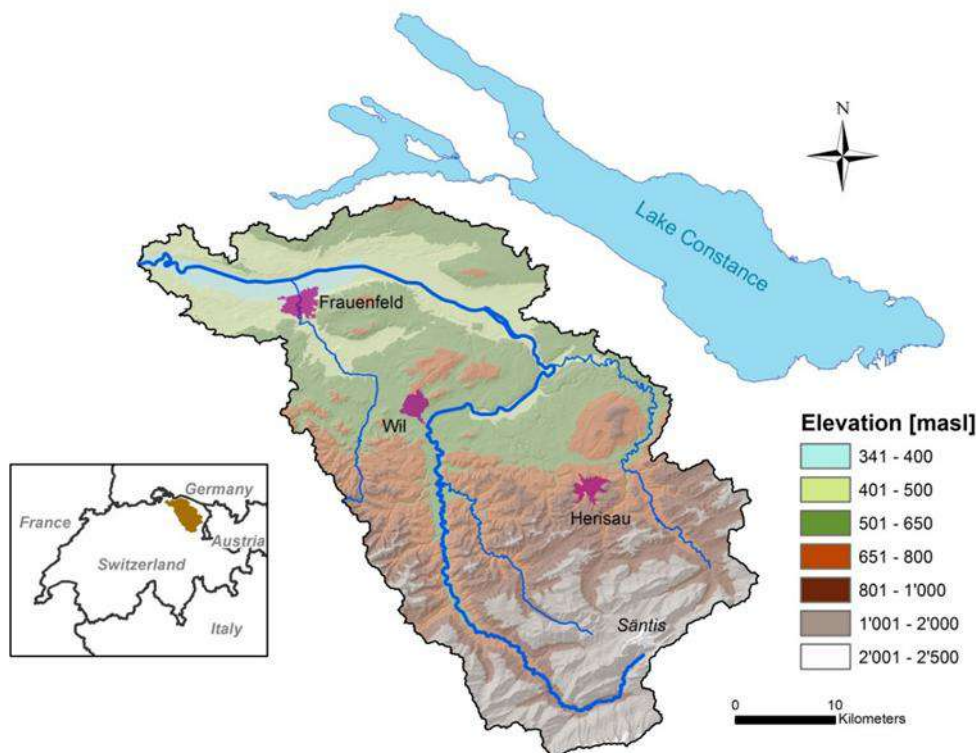 N
Lake Constance
Frauenfeld
Wil
Herisau
Säntis
Elevation [masl]
341 - 400
401 - 500
501 - 650
651 - 800
801 - 1'000
1'001 - 2'000
2'001 - 2'500
0 10
Kilometers
Germany
France
Austria
Switzerland
Italy